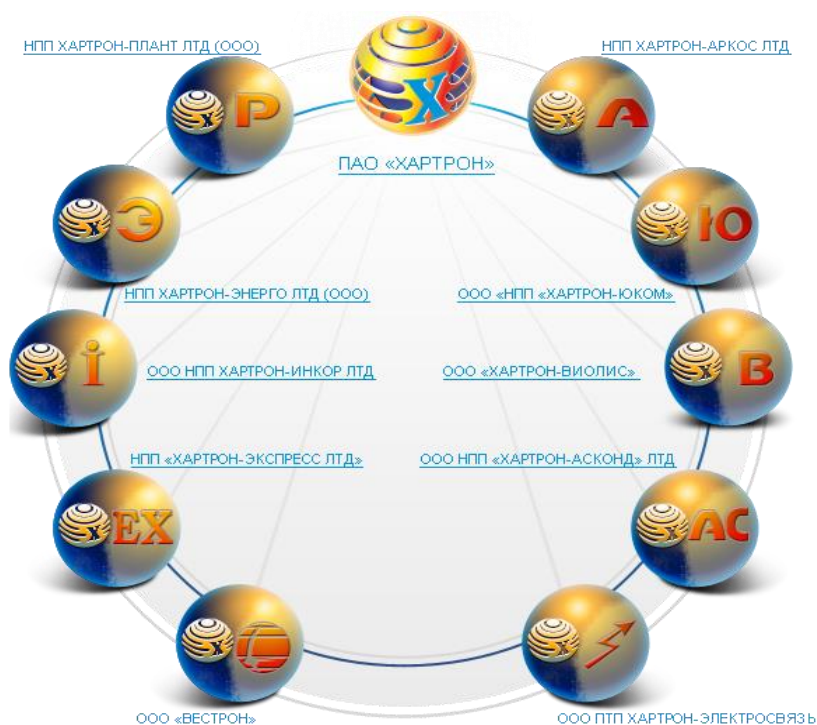 НПП ХАРТРОН-ПЛАНТ ЛТД (ООО)
НПП ХАРТРОН-АРКОС ЛТД
Х
Х Р
Х А
ПАО «ХАРТРОН»
Х Э
Х Ю
НПП ХАРТРОН-ЭНЕРГО ЛТД (ООО)
ООО «НПП «ХАРТРОН-ЮКОМ»
Х і
ООО НПП ХАРТРОН-ИНКОР ЛТД
ООО «ХАРТРОН-ВИОЛИС»
Х В
НПП «ХАРТРОН-ЭКСПРЕСС ЛТД»
ООО НПП «ХАРТРОН-АСКОНД» ЛТД
Х EX
Х АС
Х
Х
ООО «ВЕСТРОН»
ООО ПТП ХАРТРОН-ЭЛЕКТРОСВЯЗЬ